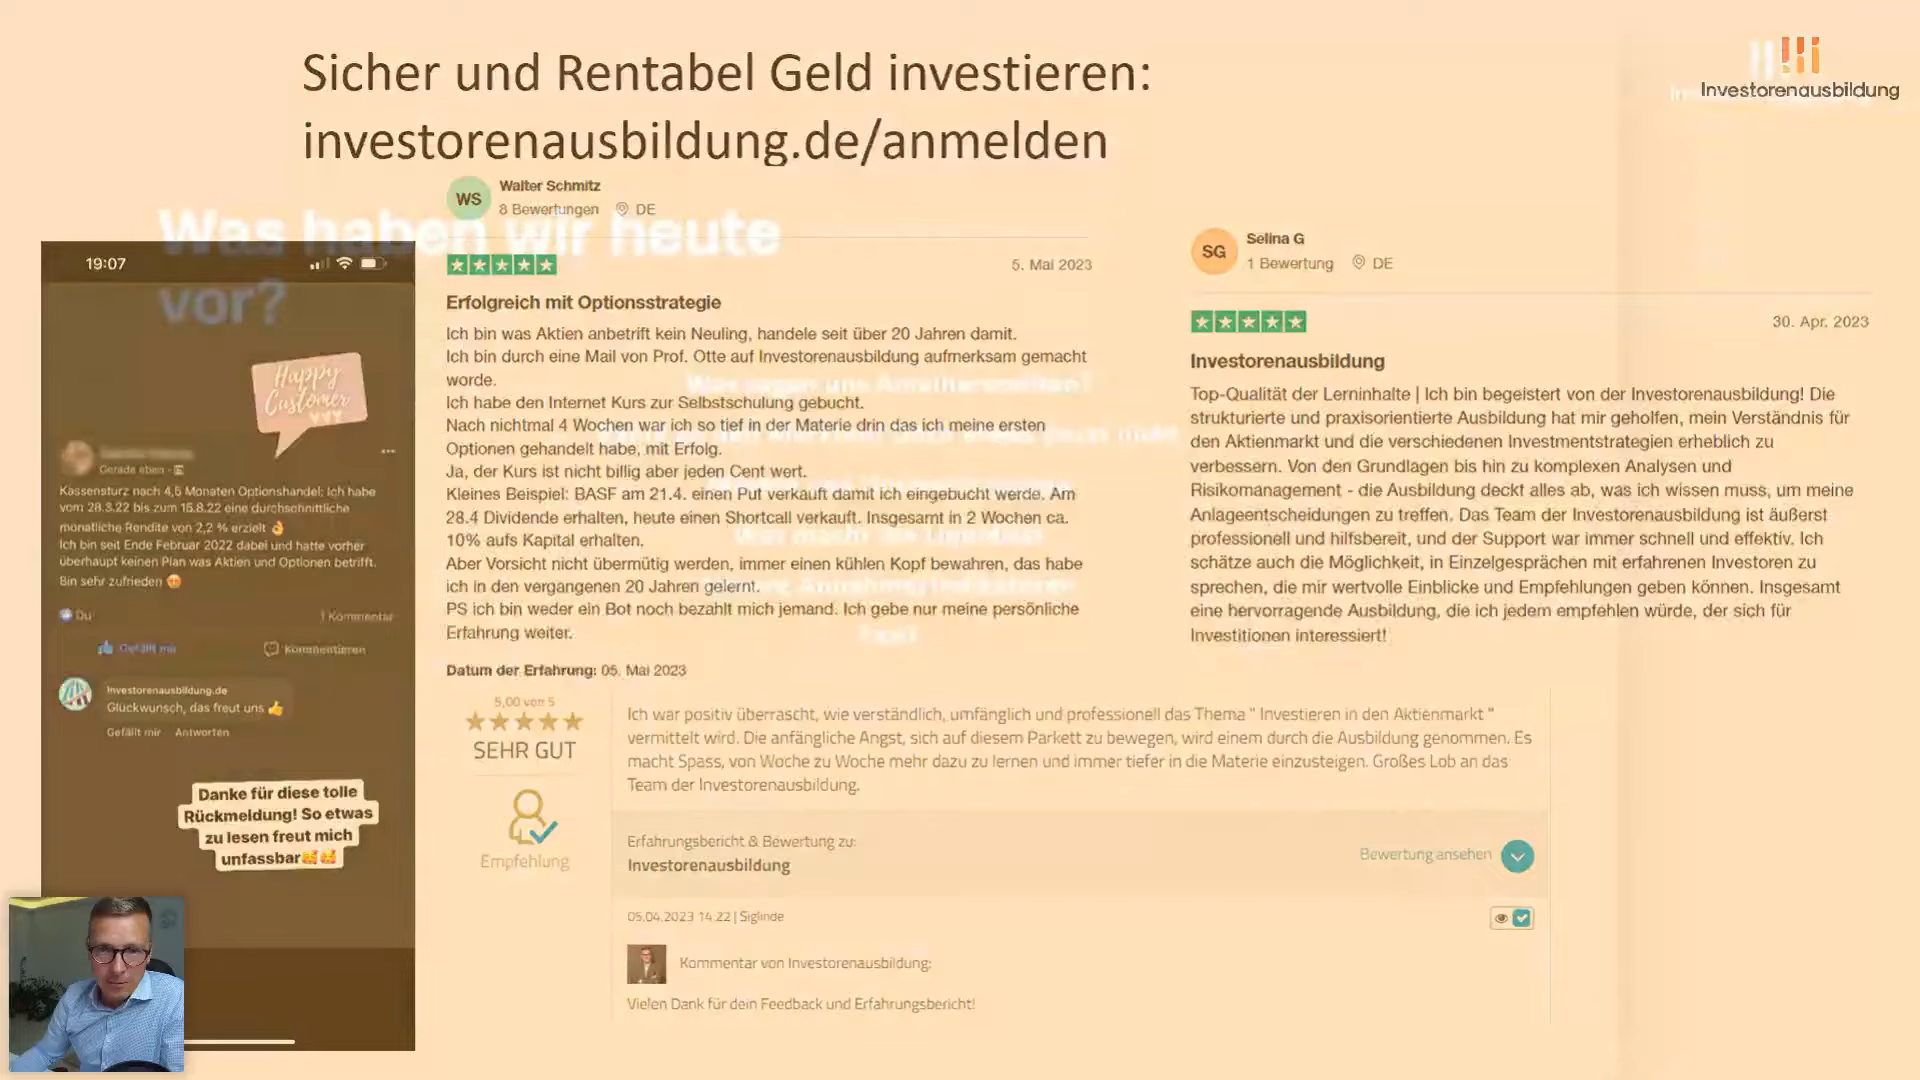 Sicher und Rentabel Geld investieren:
investorenausbildung.de/anmelden
Investorenausbildung
Was haben wir heute
vor?
19:07
Happy
Customer
Gerade eben
Kassensturz nach 4,5 Monaten Optionshandel: Ich habe
vom 28.3.22 bis zum 15.8.22 eine durchschnittliche
monatliche Rendite von 2,2 % erzielt 👌
Ich bin seit Ende Februar 2022 dabei und hatte vorher
überhaupt keinen Plan was Aktien und Optionen betrifft.
Bin sehr zufrieden 😊
Du
1 Kommentar
Gefällt mir
Kommentieren
Investorenausbildung.de
Glückwunsch, das freut uns 👍
Gefällt mir Antworten
Danke für diese tolle
Rückmeldung! So etwas
zu lesen freut mich
unfassbar🥰🥰
WS
Walter Schmitz
8 Bewertungen DE
5. Mai 2023
Erfolgreich mit Optionsstrategie
Ich bin was Aktien anbetrift kein Neuling, handele seit über 20 Jahren damit.
Ich bin durch eine Mail von Prof. Otte auf Investorenausbildung aufmerksam gemacht
worde.
Ich habe den Internet Kurs zur Selbstschulung gebucht.
Nach nichtmal 4 Wochen war ich so tief in der Materie drin das ich meine ersten
Optionen gehandelt habe, mit Erfolg.
Ja, der Kurs ist nicht billig aber jeden Cent wert.
Kleines Beispiel: BASF am 21.4. einen Put verkauft damit ich eingebucht werde. Am
28.4 Dividende erhalten, heute einen Shortcall verkauft. Insgesamt in 2 Wochen ca.
10% aufs Kapital erhalten.
Aber Vorsicht nicht übermütig werden, immer einen kühlen Kopf bewahren, das habe
ich in den vergangenen 20 Jahren gelernt.
PS ich bin weder ein Bot noch bezahlt mich jemand. Ich gebe nur meine persönliche
Erfahrung weiter.
Datum der Erfahrung: 05. Mai 2023
SG
Selina G
1 Bewertung DE
30. Apr. 2023
Investorenausbildung
Top-Qualität der Lerninhalte | Ich bin begeistert von der Investorenausbildung! Die
strukturierte und praxisorientierte Ausbildung hat mir geholfen, mein Verständnis für
den Aktienmarkt und die verschiedenen Investmentstrategien erheblich zu
verbessern. Von den Grundlagen bis hin zu komplexen Analysen und
Risikomanagement - die Ausbildung deckt alles ab, was ich wissen muss, um meine
Anlageentscheidungen zu treffen. Das Team der Investorenausbildung ist äußerst
professionell und hilfsbereit, und der Support war immer schnell und effektiv. Ich
schätze auch die Möglichkeit, in Einzelgesprächen mit erfahrenen Investoren zu
sprechen, die mir wertvolle Einblicke und Empfehlungen geben können. Insgesamt
eine hervorragende Ausbildung, die ich jedem empfehlen würde, der sich für
Investitionen interessiert!
5,00 von 5
SEHR GUT
Empfehlung
Ich war positiv überrascht, wie verständlich, umfänglich und professionell das Thema " Investieren in den Aktienmarkt "
vermittelt wird. Die anfängliche Angst, sich auf diesem Parkett zu bewegen, wird einem durch die Ausbildung genommen. Es
macht Spass, von Woche zu Woche mehr dazu zu lernen und immer tiefer in die Materie einzusteigen. Großes Lob an das
Team der Investorenausbildung.
Erfahrungsbericht & Bewertung zu:
Investorenausbildung
Bewertung ansehen
05.04.2023 14:22 | Siglinde
Kommentar von Investorenausbildung:
Vielen Dank für dein Feedback und Erfahrungsbericht!